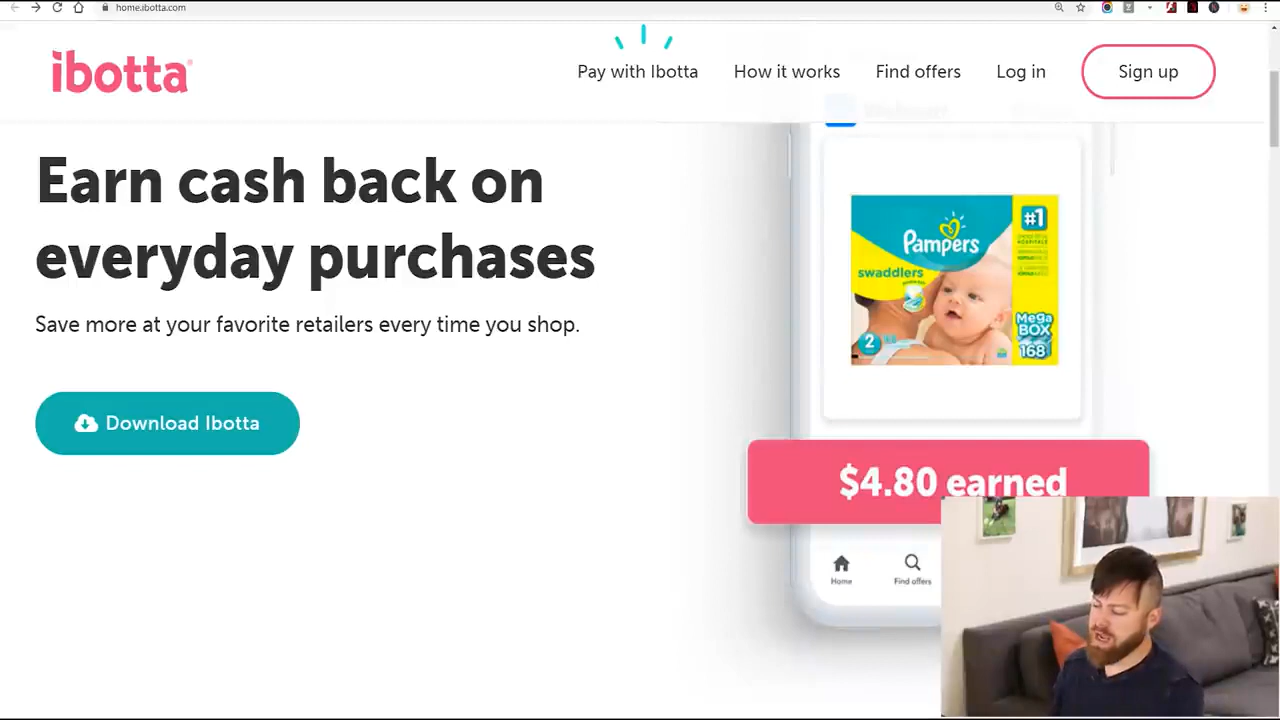 home.ibotta.com
ibotta
Pay with Ibotta
How it works
Find offers
Log in
Sign up
Earn cash back on
everyday purchases
Save more at your favorite retailers every time you shop.
Download Ibotta
Pampers
swaddlers
#1
2
Mega
BOX
168
$4.80 earned
Home
Find offers